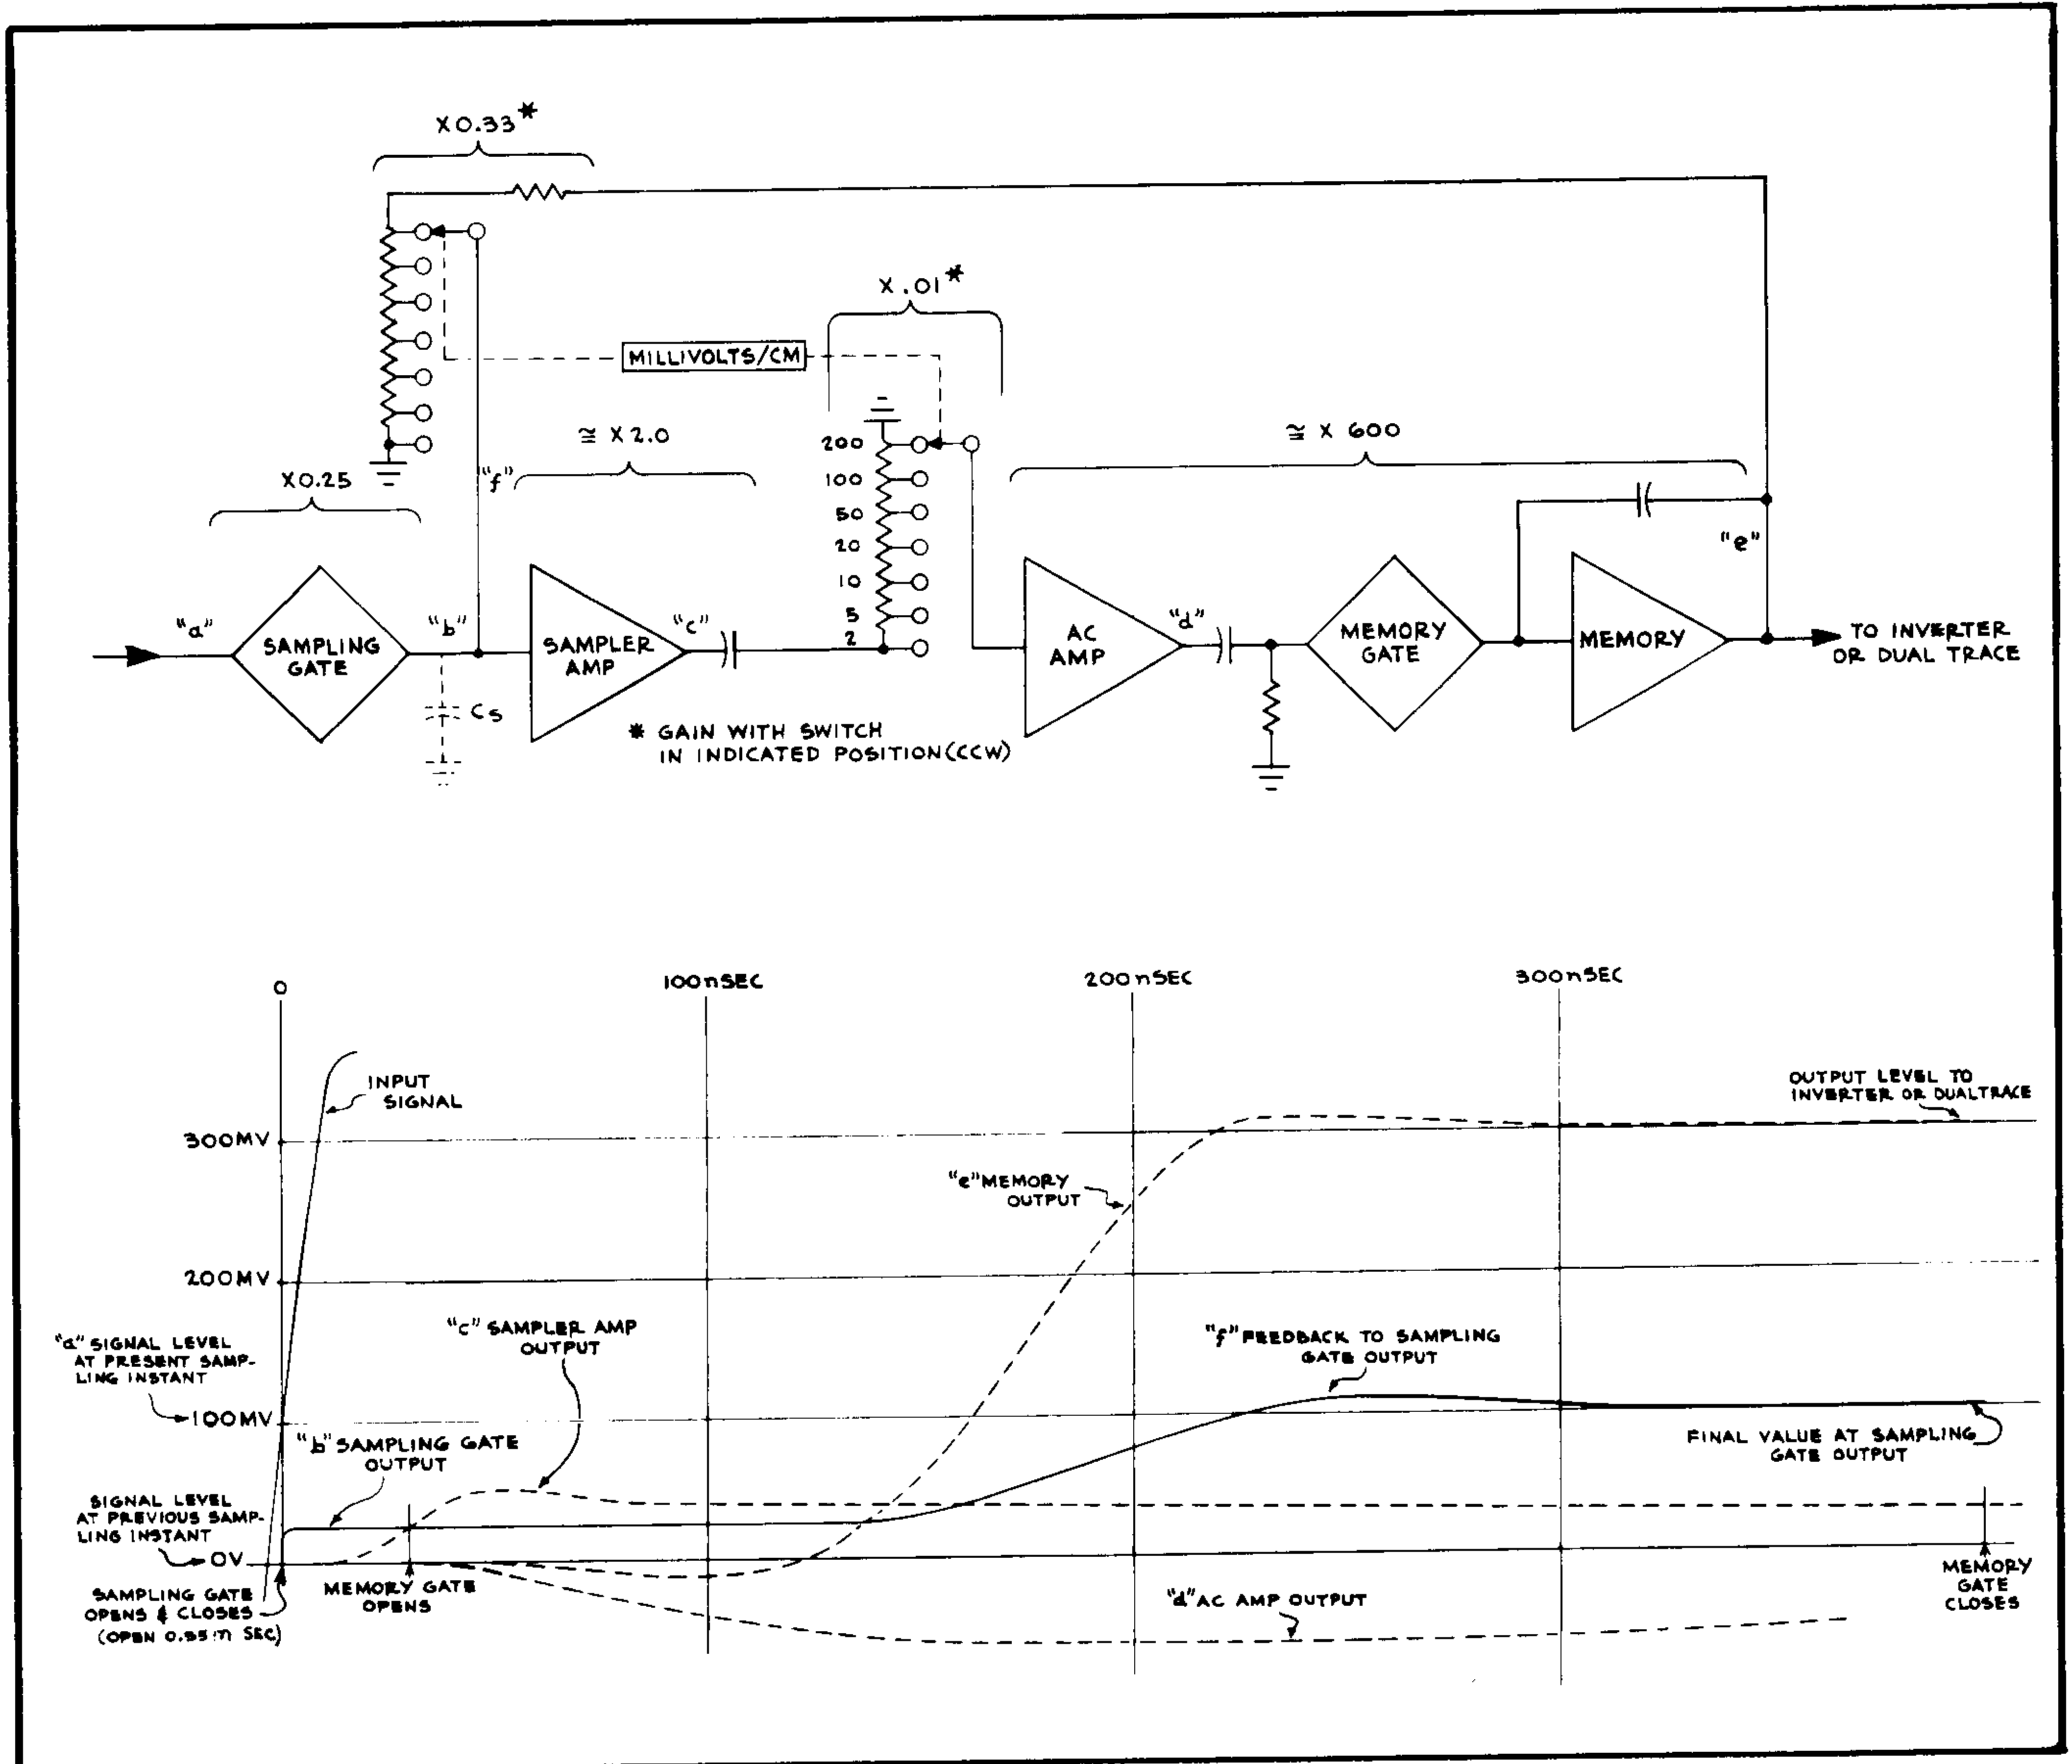 X0.33*
X .01*
MILLIVOLTS/CM
≅ X 2.0
≅ X 600
X0.25
"f"
200
100
50
20
10
5
2
"e"
"a"
SAMPLING
GATE
"b"
SAMPLER
AMP
"c"
AC
AMP
"d"
MEMORY
GATE
MEMORY
TO INVERTER
OR DUAL TRACE
Cs
* GAIN WITH SWITCH
IN INDICATED POSITION(CCW)
0
100nSEC
200nSEC
300nSEC
INPUT
SIGNAL
OUTPUT LEVEL TO
INVERTER OR DUALTRACE
300MV
"e" MEMORY
OUTPUT
200MV
"a" SIGNAL LEVEL
AT PRESENT SAMP-
LING INSTANT
100MV
"c" SAMPLER AMP
OUTPUT
"f" FEEDBACK TO SAMPLING
GATE OUTPUT
"b" SAMPLING GATE
OUTPUT
FINAL VALUE AT SAMPLING
GATE OUTPUT
SIGNAL LEVEL
AT PREVIOUS SAMP-
LING INSTANT
0V
SAMPLING GATE
OPENS & CLOSES
(OPEN SEC)
MEMORY GATE
OPENS
"d" AC AMP OUTPUT
MEMORY
GATE
CLOSES